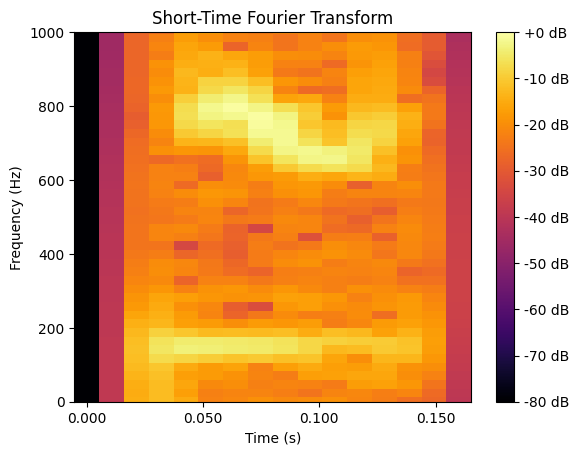 Short-Time Fourier Transform
1000
800
600
400
200
0
Frequency (Hz)
0.000
0.050
0.100
0.150
Time (s)
+0 dB
-10 dB
-20 dB
-30 dB
-40 dB
-50 dB
-60 dB
-70 dB
-80 dB